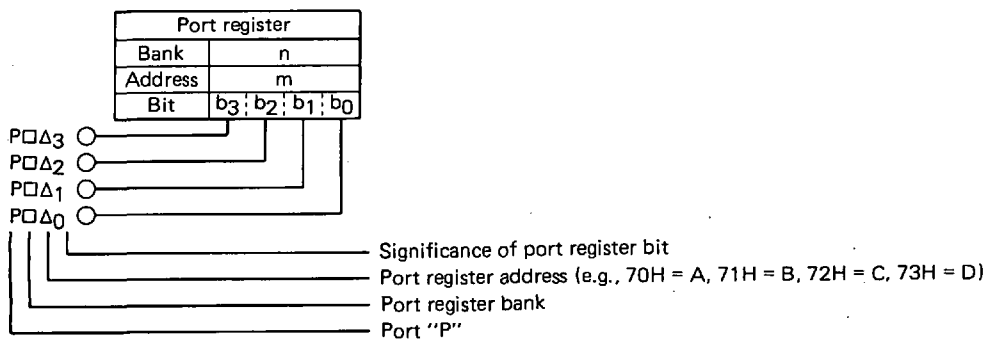 Port register
Bank n
Address m
Bit b3 b2 b1 b0
P□Δ3
P□Δ2
P□Δ1
P□Δ0
Significance of port register bit
Port register address (e.g., 70H = A, 71H = B, 72H = C, 73H = D)
Port register bank
Port "P"